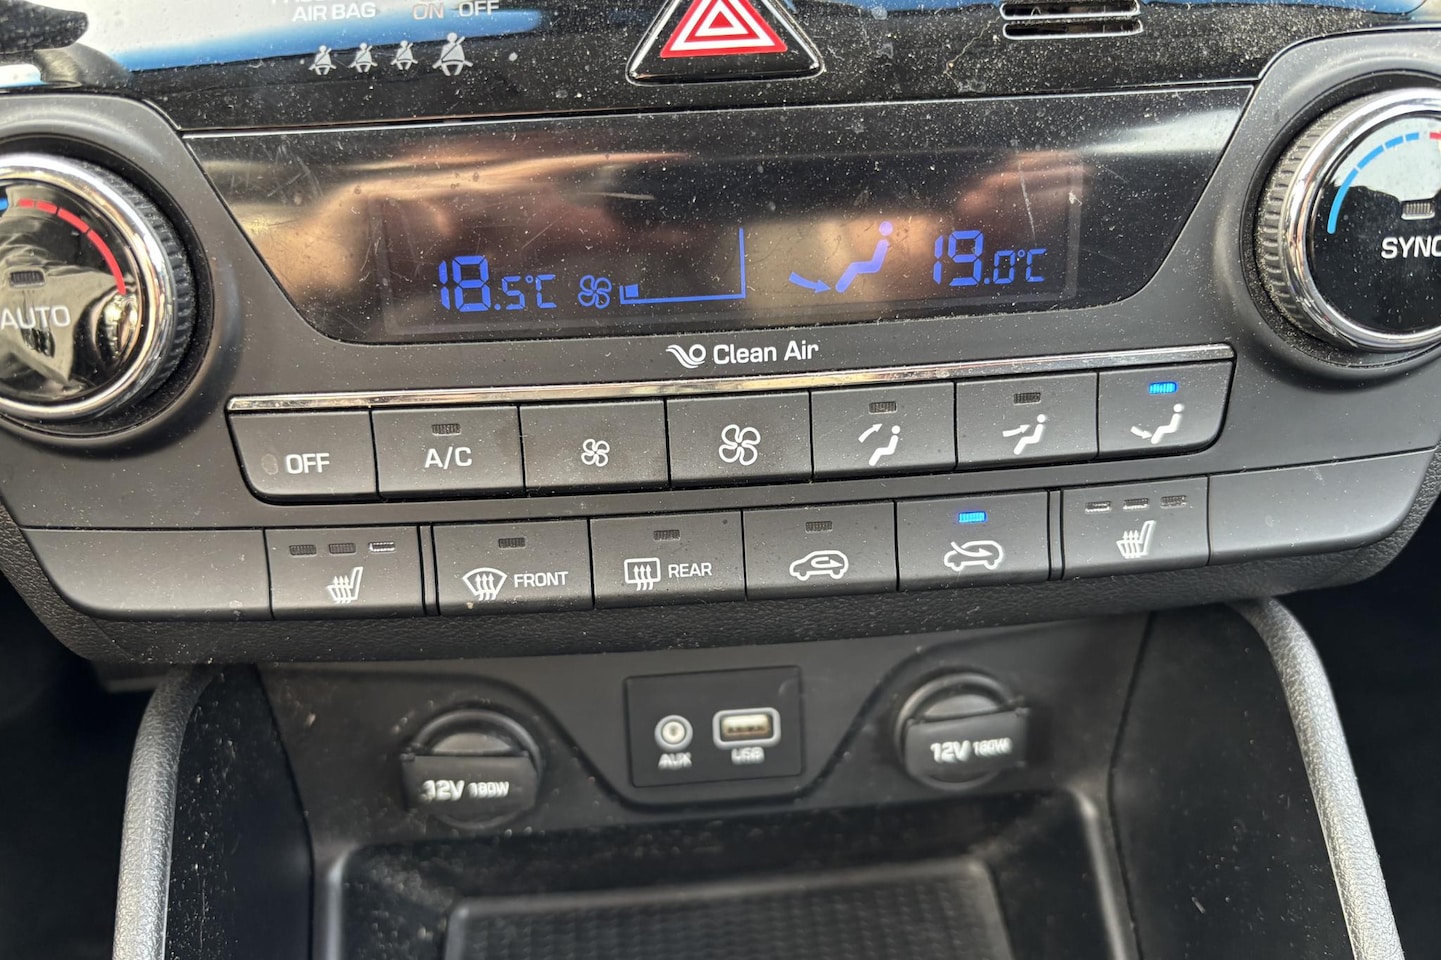 AIR BAG ON OFF
AUTO
18.5°C
19.0°C
SYNC
Clean Air
OFF
A/C
FRONT
REAR
AUX
USB
12V 180W
12V 180W